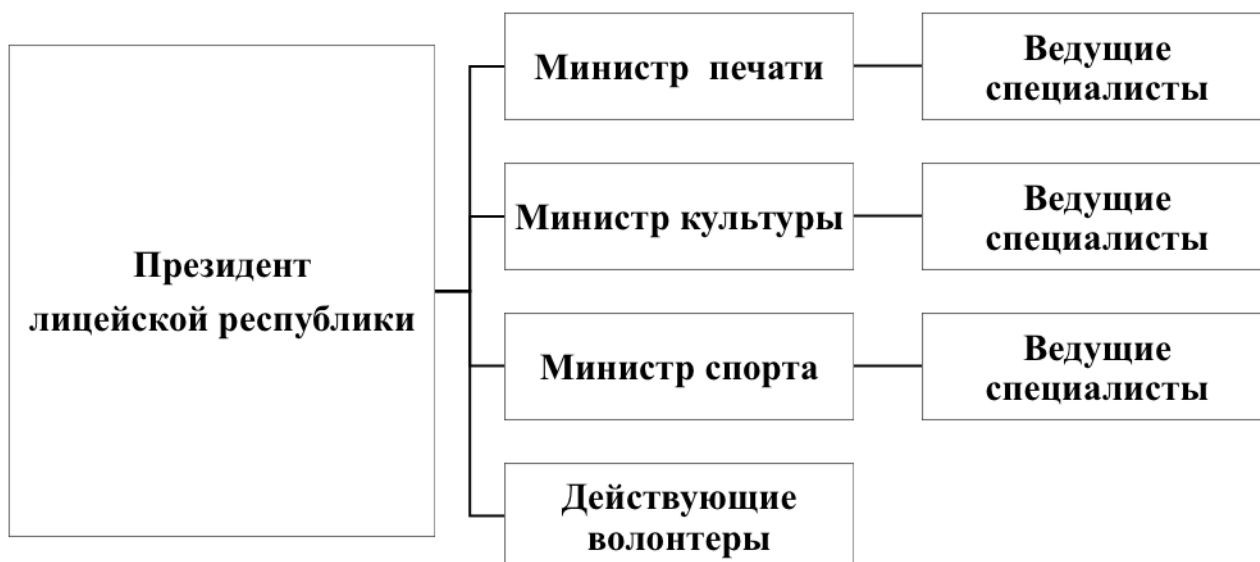 Президент
лицейской республики
Министр печати
Ведущие
специалисты
Министр культуры
Ведущие
специалисты
Министр спорта
Ведущие
специалисты
Действующие
волонтеры